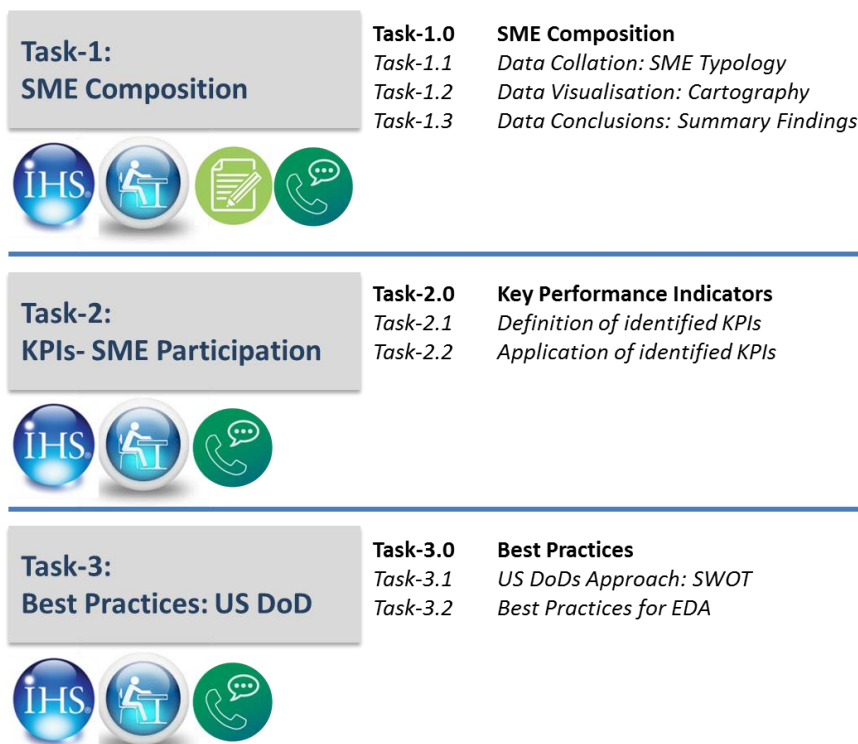 Task-1:
SME Composition
Task-1.0 SME Composition
Task-1.1 Data Collation: SME Typology
Task-1.2 Data Visualisation: Cartography
Task-1.3 Data Conclusions: Summary Findings
IHS®
Task-2:
KPIs- SME Participation
Task-2.0 Key Performance Indicators
Task-2.1 Definition of identified KPIs
Task-2.2 Application of identified KPIs
IHS®
Task-3:
Best Practices: US DoD
Task-3.0 Best Practices
Task-3.1 US DoDs Approach: SWOT
Task-3.2 Best Practices for EDA
IHS®